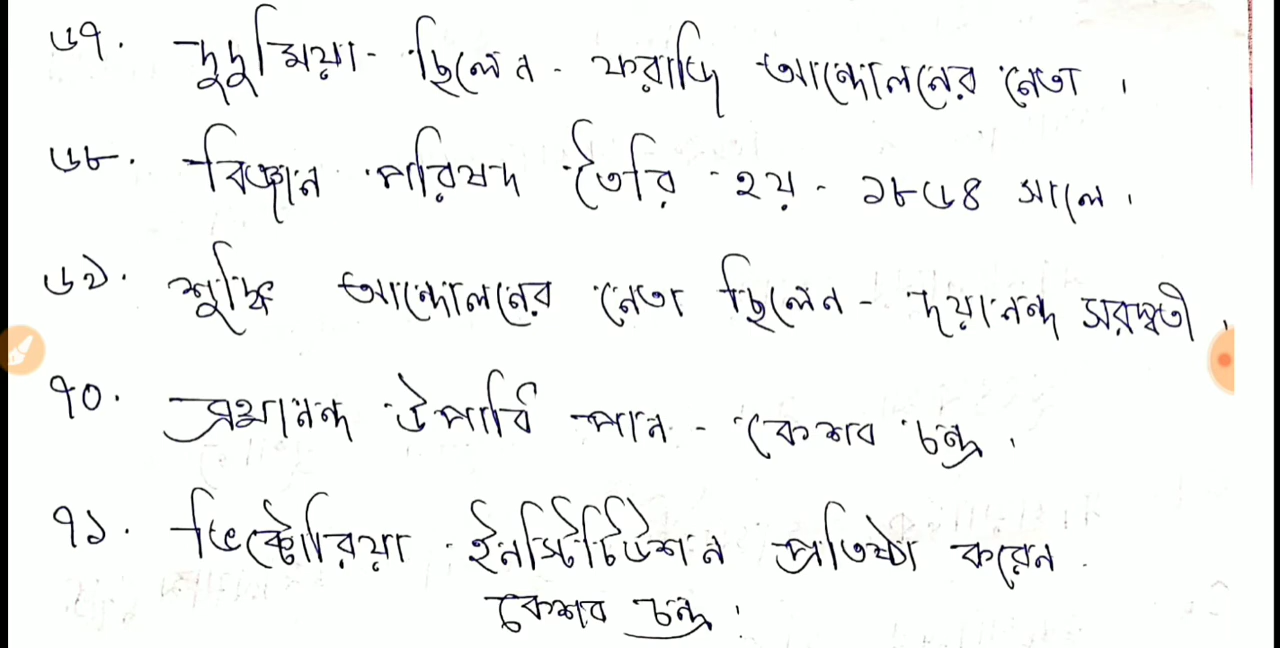 ৬৭. দুদুমিয়া - ছিলেন - ফরাজি আন্দোলনের নেতা ।
৬৮. বিজ্ঞান পরিষদ তৈরি হয় - ১৮৬৪ সালে ।
৬৯. শুদ্ধি আন্দোলনের নেতা ছিলেন - দয়ানন্দ সরস্বতী ।
৭০. ব্রহ্মানন্দ উপাধি পান - কেশব চন্দ্র ।
৭১. ভিক্টোরিয়া ইনস্টিটিউশন প্রতিষ্ঠা করেন
কেশব চন্দ্র ।